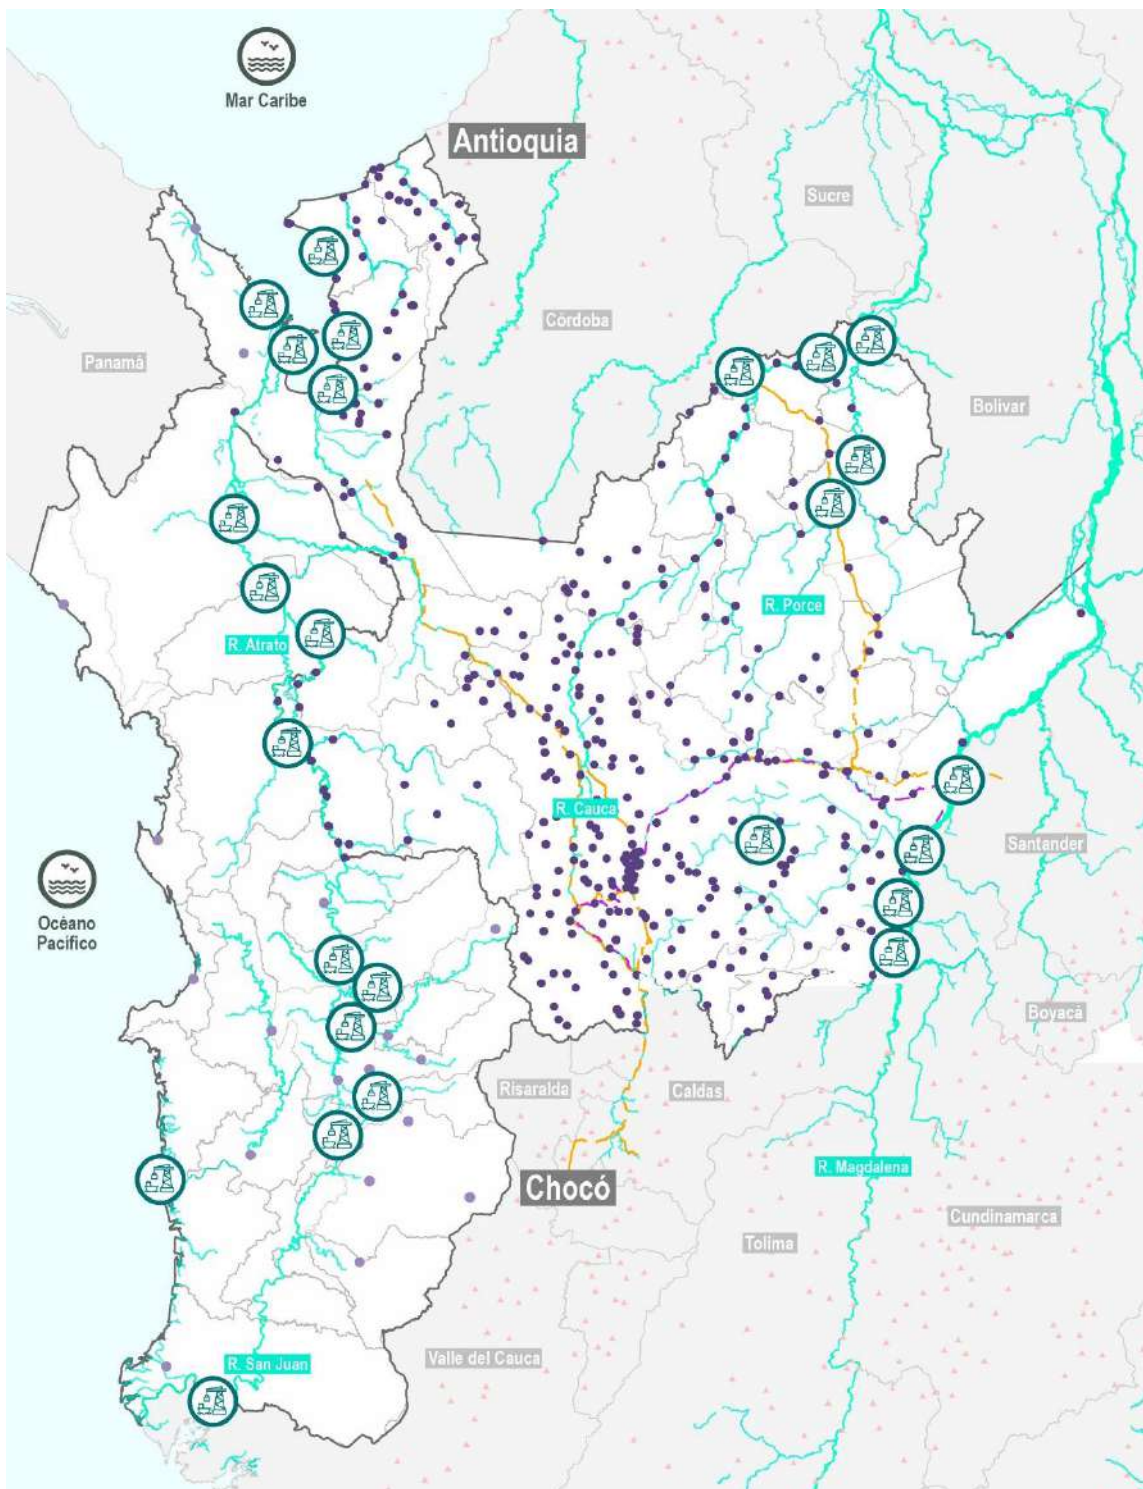 Mar Caribe
Antioquia
Sucre
Córdoba
Panamá
Bolívar
R. Porce
R. Atrato
R. Cauca
Santander
Océano
Pacífico
Boyacá
Risaralda
Caldas
R. Magdalena
Chocó
Cundinamarca
Tolima
Valle del Cauca
R. San Juan